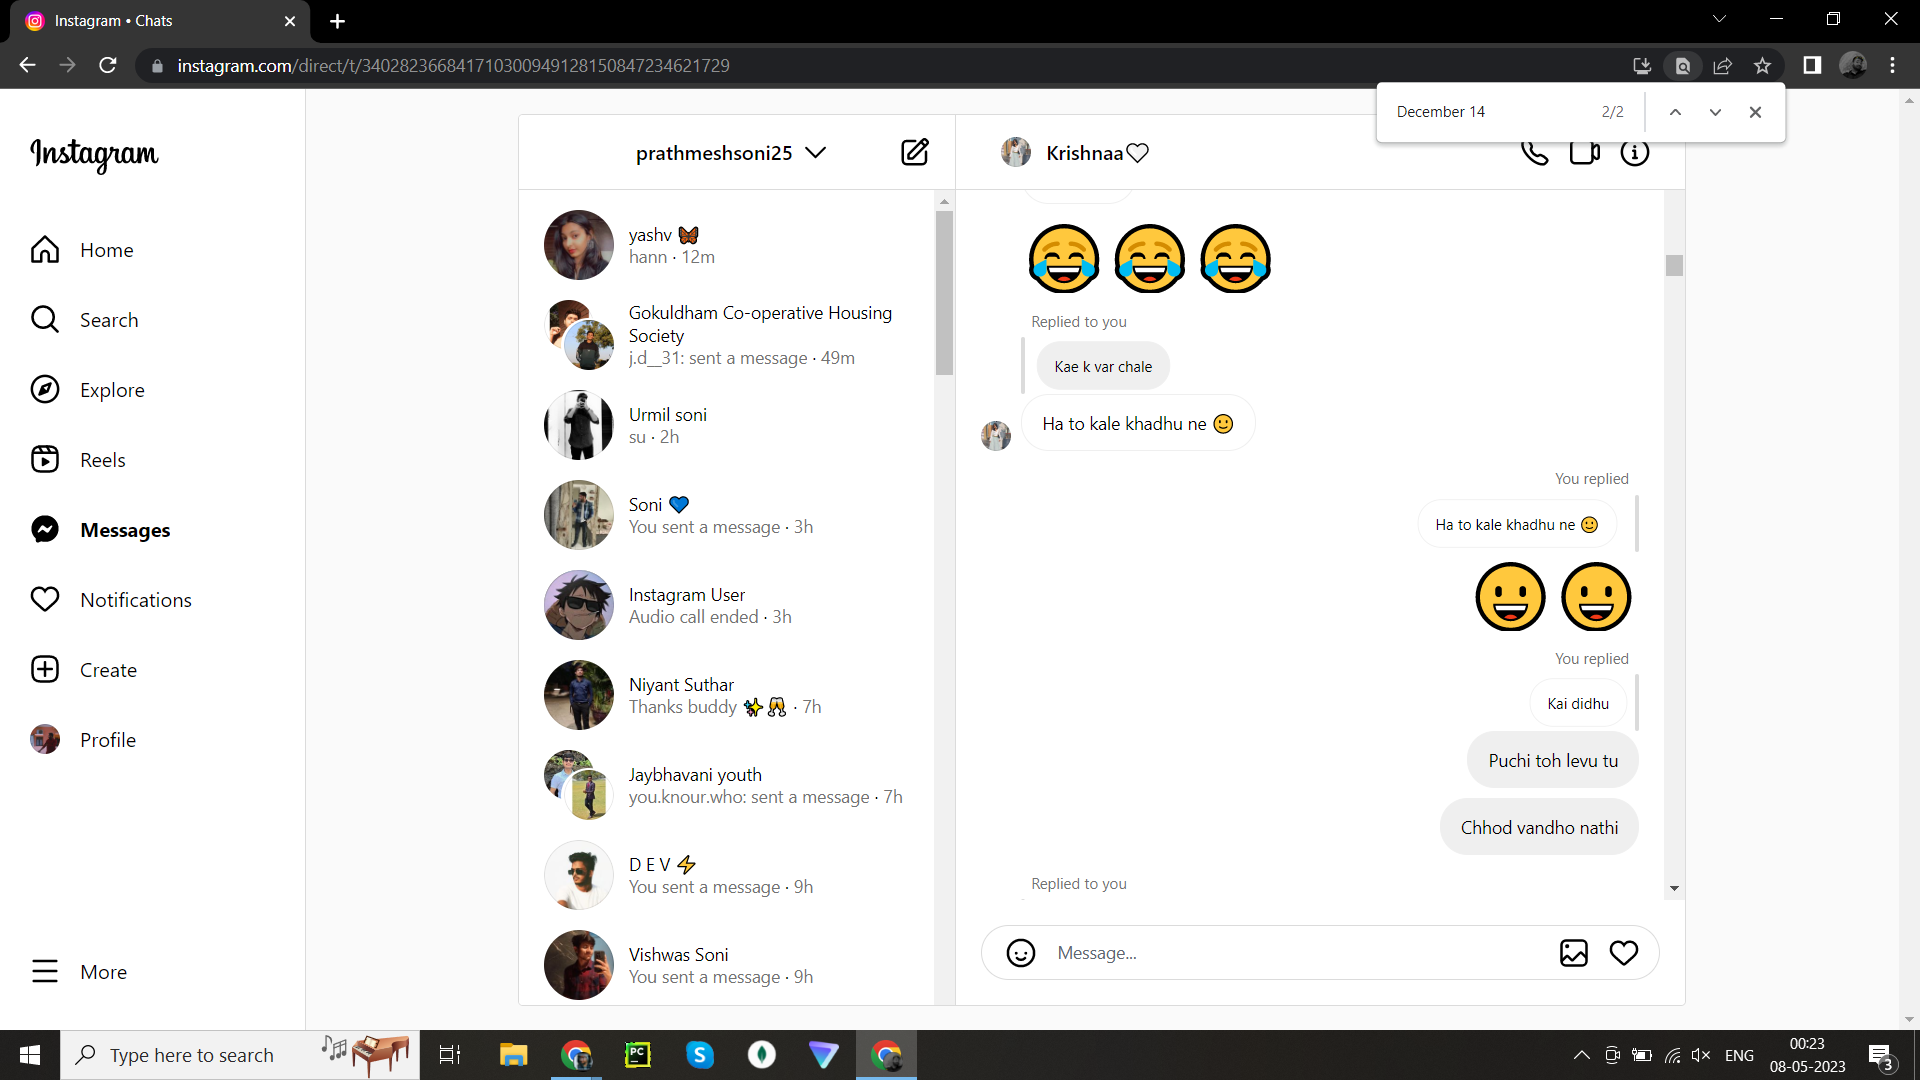 Instagram • Chats
instagram.com/direct/t/340282366841710300949128150847234621729
December 14
2/2
Instagram
Home
Search
Explore
Reels
Messages
Notifications
Create
Profile
More
prathmeshsoni25
yashv 🦋
hann · 12m
Gokuldham Co-operative Housing
Society
j.d__31: sent a message · 49m
Urmil soni
su · 2h
Soni 💙
You sent a message · 3h
Instagram User
Audio call ended · 3h
Niyant Suthar
Thanks buddy ✨🥂 · 7h
Jaybhavani youth
you.knour.who: sent a message · 7h
D E V ⚡
You sent a message · 9h
Vishwas Soni
You sent a message · 9h
Krishnaa♡
😂😂😂
Replied to you
Kae k var chale
Ha to kale khadhu ne 🙂
You replied
Ha to kale khadhu ne 🙂
😀😀
You replied
Kai didhu
Puchi toh levu tu
Chhod vandho nathi
Replied to you
Message...
Type here to search
PC
ENG
00:23
08-05-2023
3